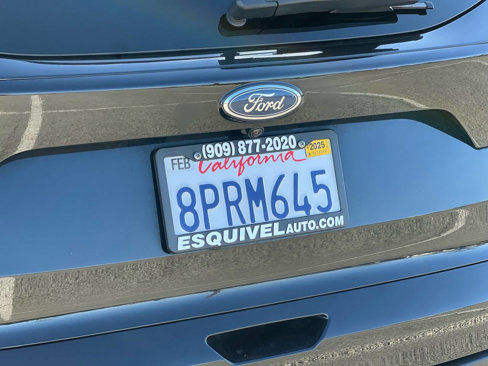 Ford
(909) 877-2020
FEB
California
2025
8PRM645
ESQUIVELAUTO.COM